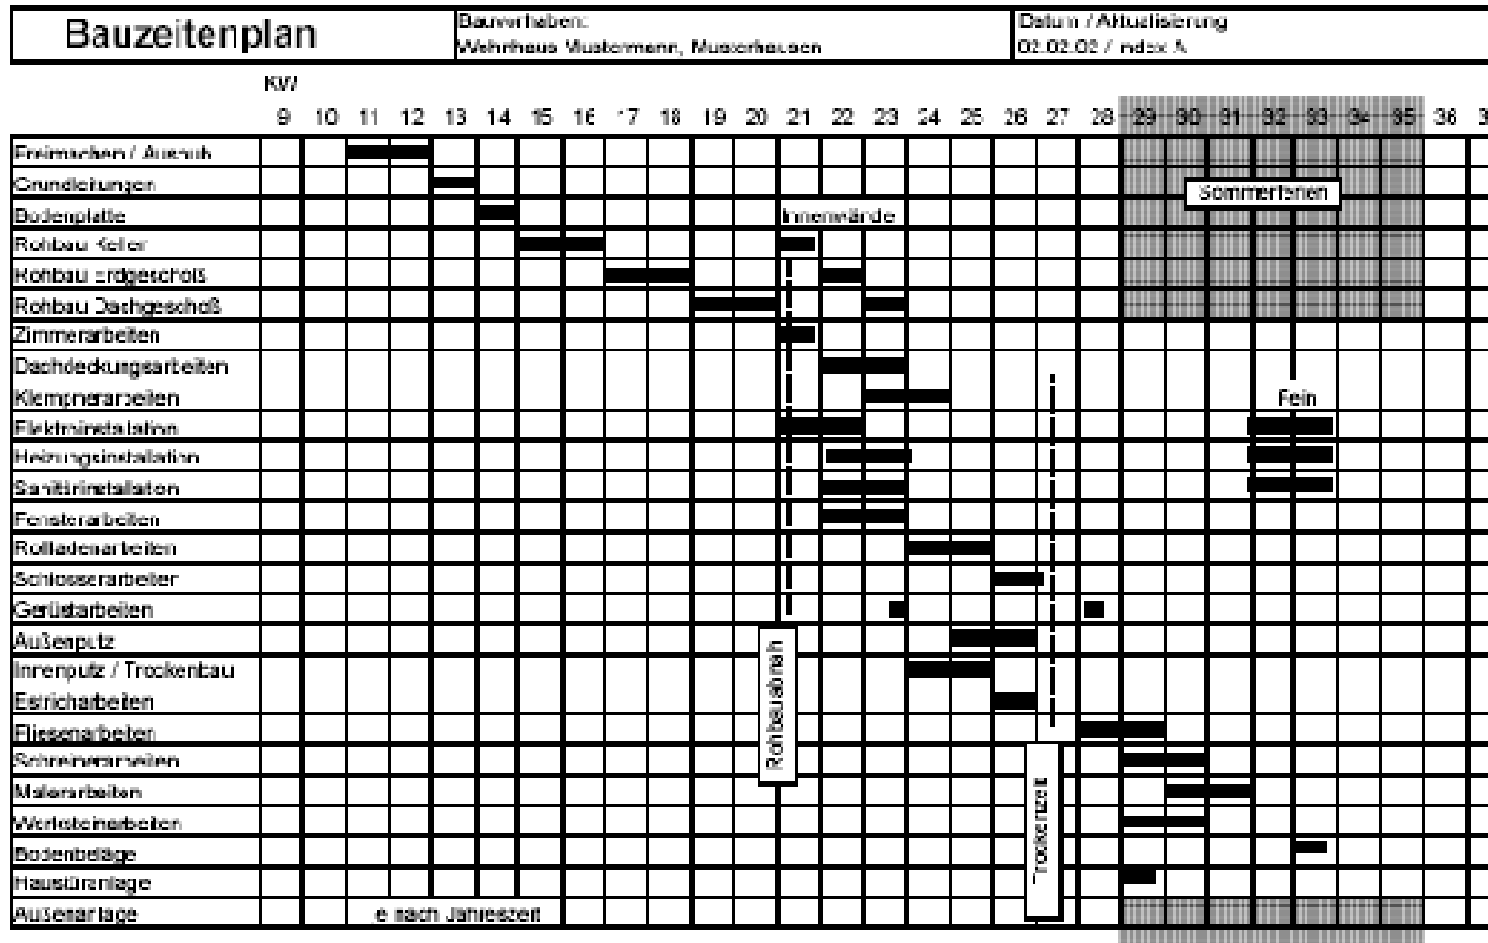 Bauzeitenplan
Bauvorhaben:
Wohnhaus Mustermann, Musterhausen
Datum / Aktualisierung
02.02.02 / Index A
KW
9 10 11 12 13 14 15 16 17 18 19 20 21 22 23 24 25 26 27 28 29 30 31 32 33 34 35 36
Freimachen / Aushub
Grundleitungen
Sommerferien
Bodenplatte
Innenwände
Rohbau Keller
Rohbau Erdgeschoß
Rohbau Dachgeschoß
Zimmerarbeiten
Dachdeckungsarbeiten
Klempnerarbeiten
Fein
Elektroinstallation
Heizungsinstallation
Sanitärinstallation
Fensterarbeiten
Rolladenarbeiten
Schlosserarbeiten
Gerüstarbeiten
Außenputz
Innenputz / Trockenbau
Estricharbeiten
Fliesenarbeiten
Schreinerarbeiten
Malerarbeiten
Werksteinarbeiten
Bodenbeläge
Haustüranlage
Außenanlage
e nach Jahreszeit
Rohbauabnah
Trockenzeit